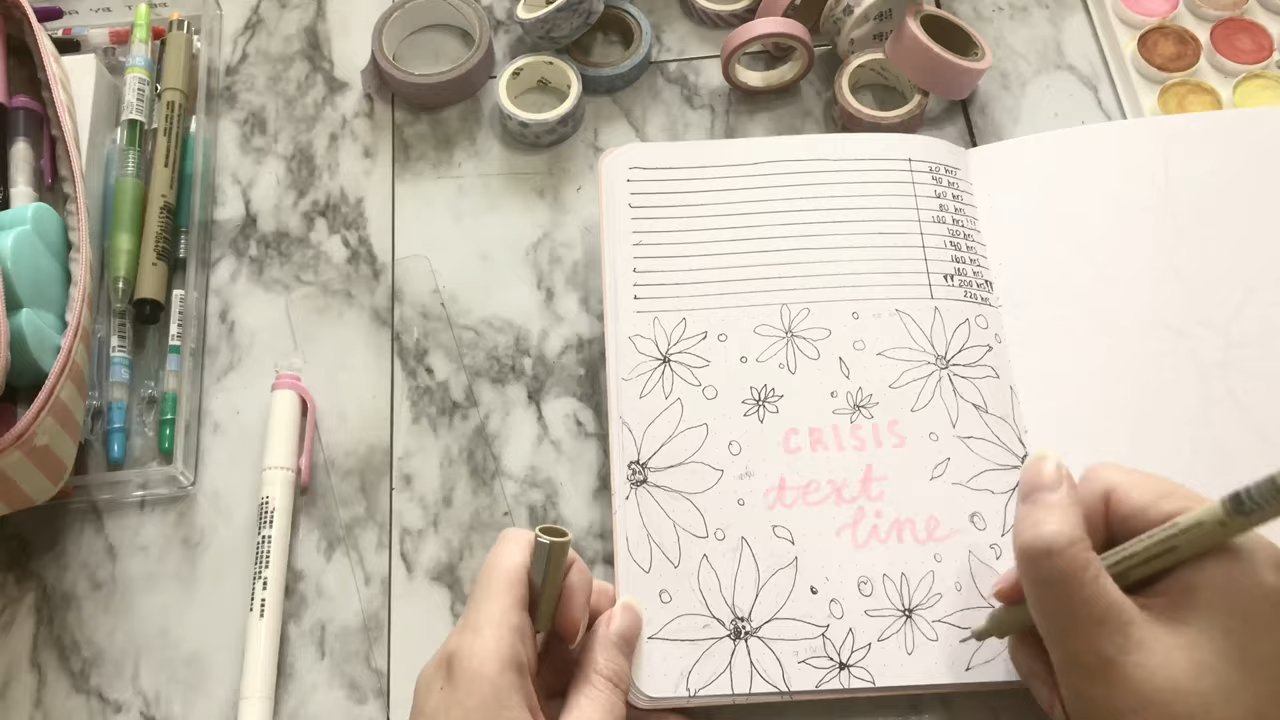 20 hrs
40 hrs
60 hrs
80 hrs
100 hrs!!!
120 hrs
140 hrs
160 hrs
180 hrs
!! 200 hrs!!
220 hrs
CRISIS
text
line